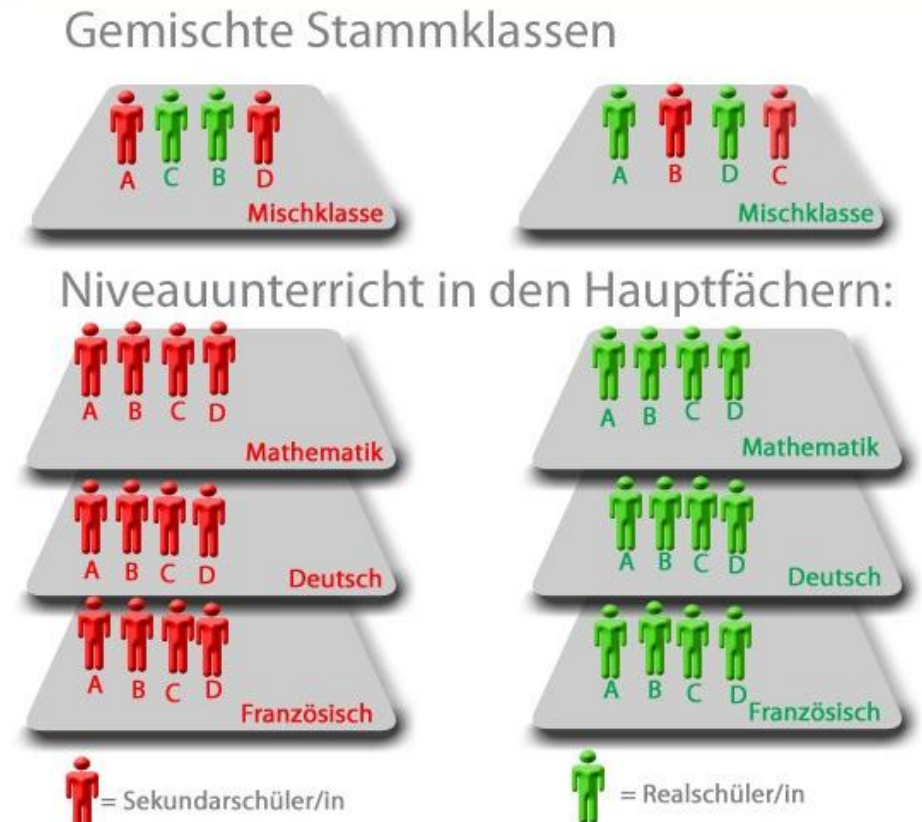 Gemischte Stammklassen
A C B D
Mischklasse
A B D C
Mischklasse
Niveauunterricht in den Hauptfächern:
A B C D
Mathematik
A B C D
Mathematik
A B C D
Deutsch
A B C D
Deutsch
A B C D
Französisch
A B C D
Französisch
= Sekundarschüler/in
= Realschüler/in